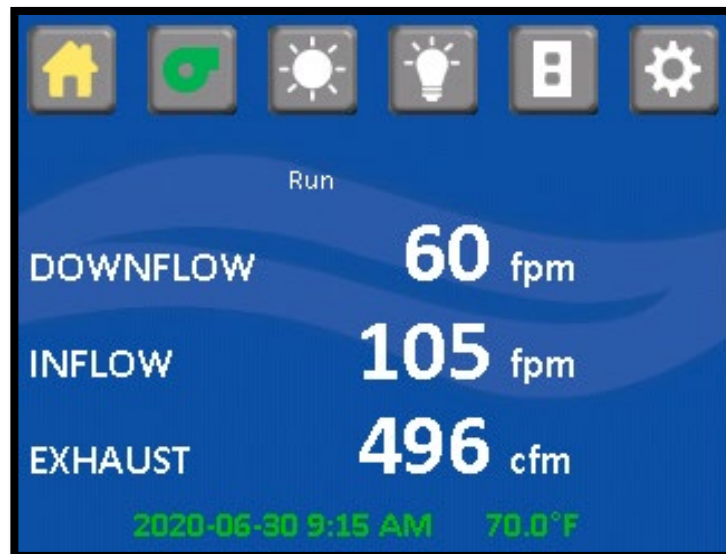 Run
DOWNFLOW 60 fpm
INFLOW 105 fpm
EXHAUST 496 cfm
2020-06-30 9:15 AM 70.0°F